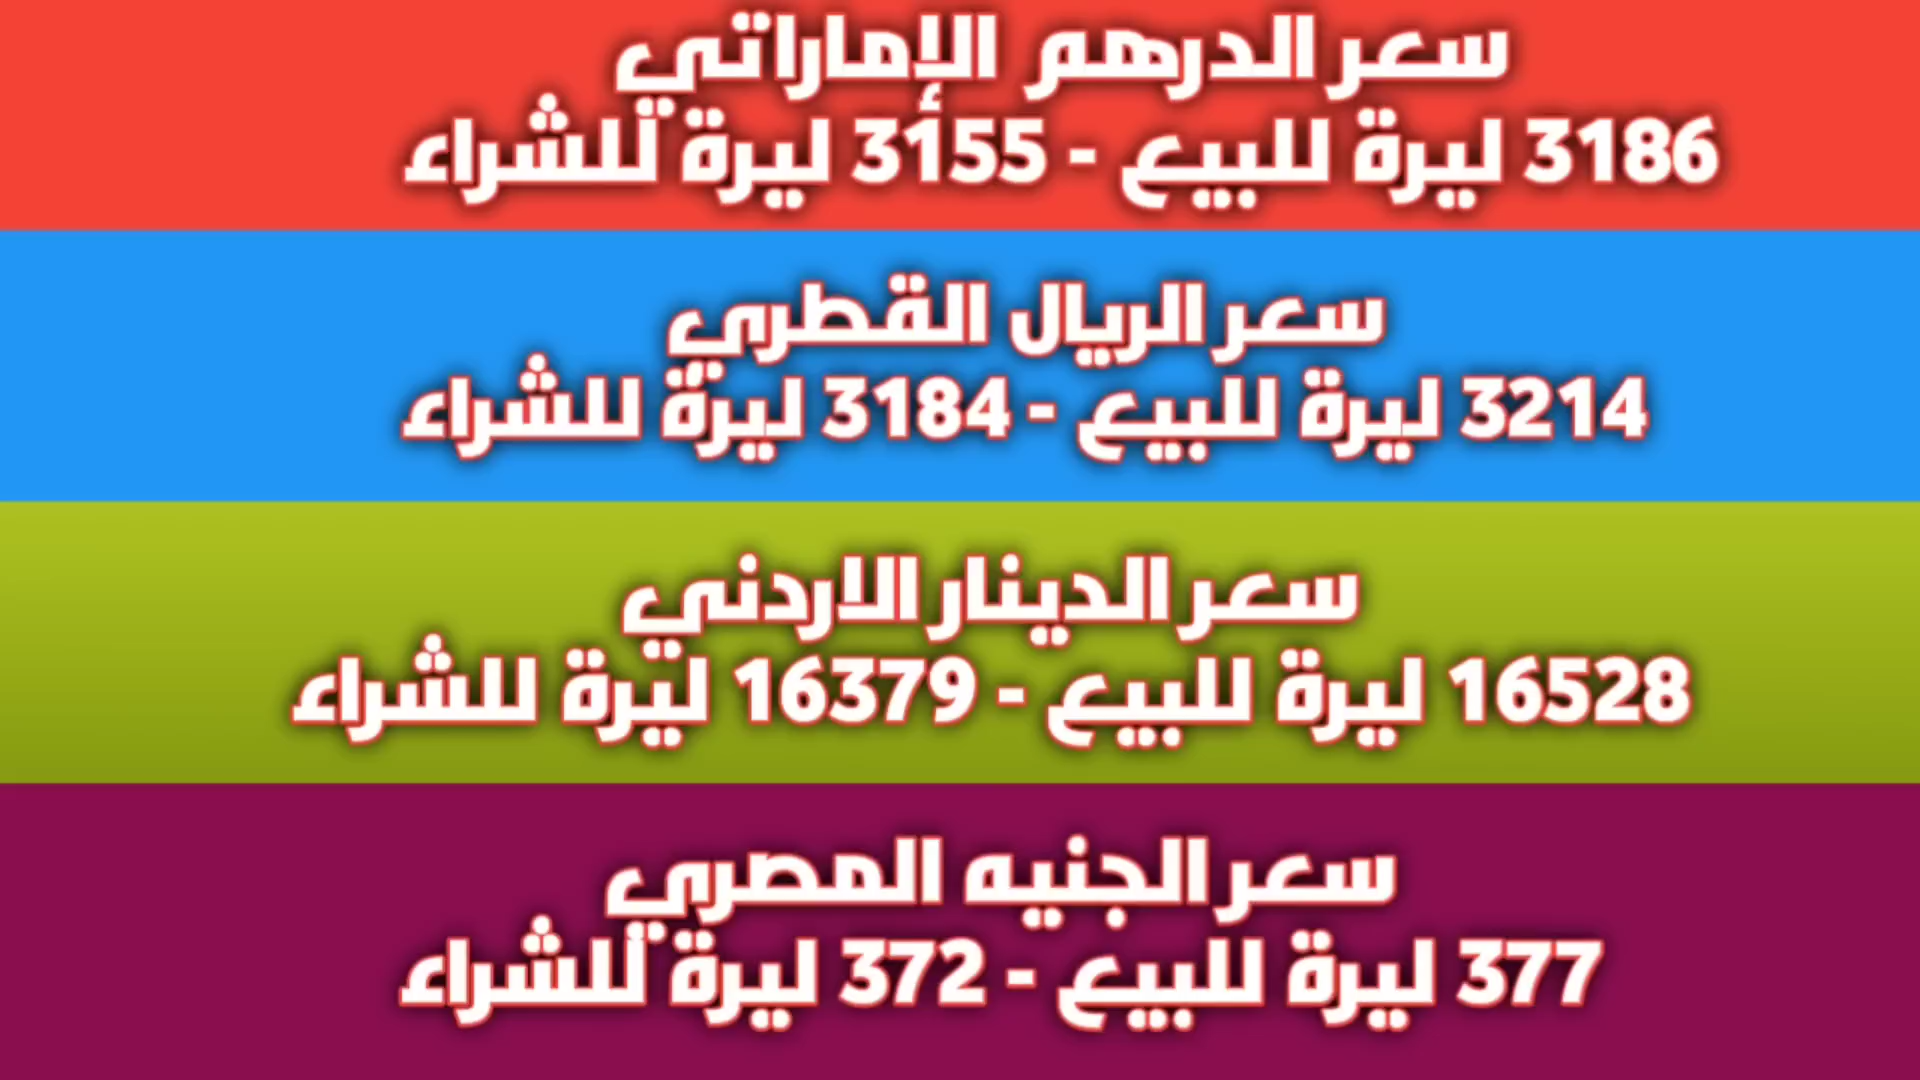 سعر الدرهم الإماراتي
3186 ليرة للبيع - 3155 ليرة للشراء
سعر الريال القطري
3214 ليرة للبيع - 3184 ليرة للشراء
سعر الدينار الاردني
16528 ليرة للبيع - 16379 ليرة للشراء
سعر الجنيه المصري
377 ليرة للبيع - 372 ليرة للشراء